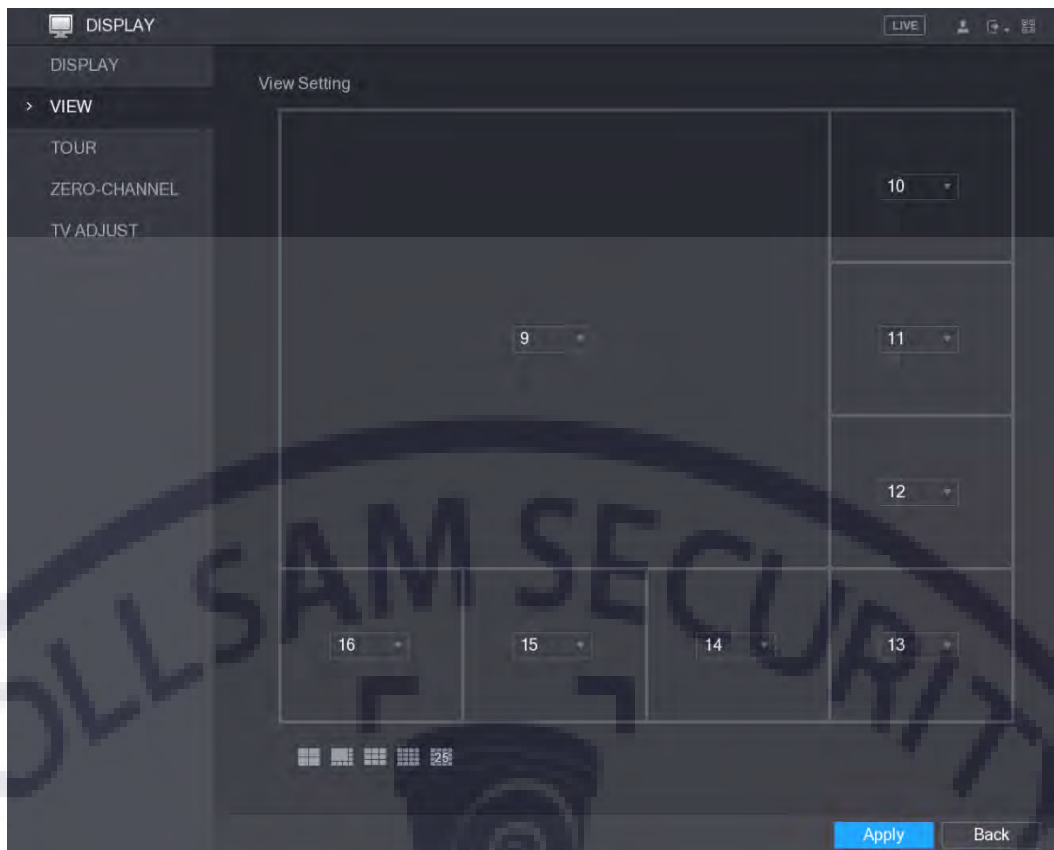 DISPLAY
LIVE
DISPLAY
VIEW
TOUR
ZERO-CHANNEL
TV ADJUST
View Setting
10
9
11
12
16
15
14
13
25
Apply
Back
OLLSAM SECURIT